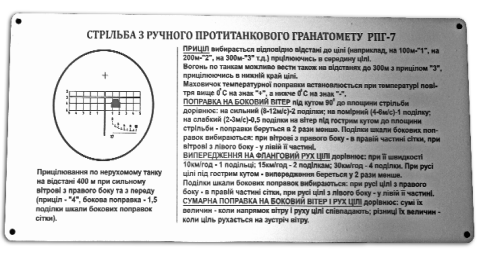 СТРІЛЬБА З РУЧНОГО ПРОТИТАНКОВОГО ГРАНАТОМЕТУ РПГ-7
ПРИЦІЛ вибирається відповідно відстані до цілі (наприклад, на 100м-"1", на
200м-"2", на 300м-"3" т.д.) прицілюючись в середину цілі.
Вогонь по танкам можливо вести також на відстанях до 300м з прицілом "3",
прицілюючись в нижній край цілі.
Маховичок температурної поправки встановлюється при температурі пові-
тря вище 0°С на знак "+", а нижче 0°С на знак "-".
ПОПРАВКА НА БОКОВИЙ ВІТЕР під кутом 90° до площини стрільби
дорівнює: на сильний (8-12м/с)-2 поділки; на помірний (4-6м/с)-1 поділку;
на слабкий (2-3м/с)-0,5 поділки на вітер під гострим кутом до площини
стрільби - поправки беруться в 2 рази менше. Поділки шкали бокових поп-
равок вибираються: при вітрові з правого боку - в правій частині сітки, при
вітрові з лівого боку - у лівій її частині.
ВИПЕРЕДЖЕННЯ НА ФЛАНГОВИЙ РУХ ЦІЛІ дорівнює: при її швидкості
10км/год - 1 подільці; 15км/год - 2 поділкам; 30км/год - 4 поділки. При русі
цілі під гострим кутом - випередження береться у 2 рази менше.
Поділки шкали бокових поправок вибираються: при русі цілі з правого
боку - в правій частині сітки, при русі цілі з лівого боку - у лівій її частині.
СУМАРНА ПОПРАВКА НА БОКОВИЙ ВІТЕР І РУХ ЦІЛІ дорівнює: сумі їх
величин - коли напрямок вітру і руху цілі співпадають; різниці їх величин -
коли ціль рухається на зустріч вітру.
Прицілювання по нерухомому танку
на відстані 400 м при сильному
вітрові з правого боку та з переду
(приціл - "4", бокова поправка - 1,5
поділки шкали бокових поправок
сітки).